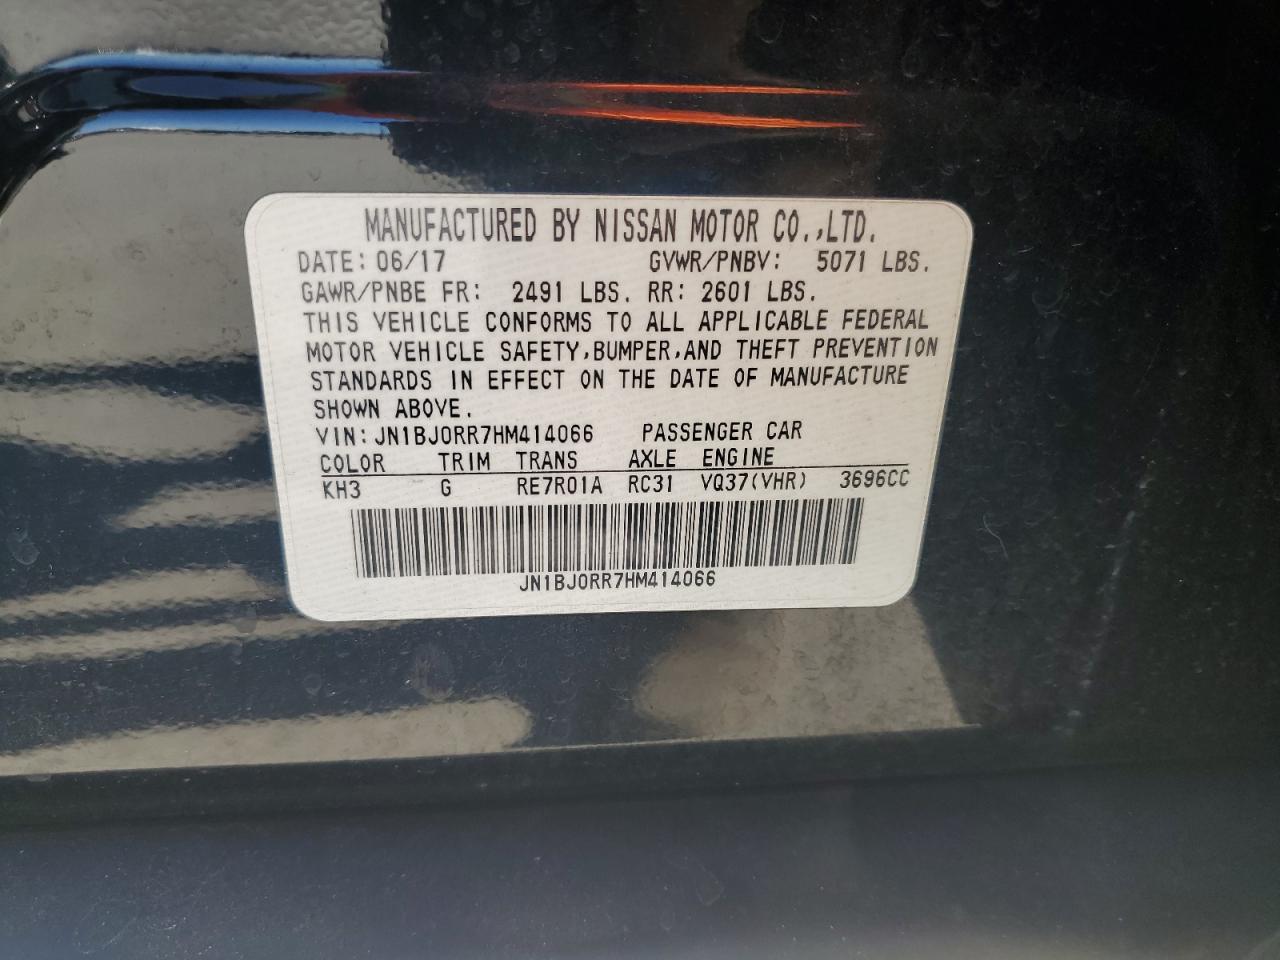 MANUFACTURED BY NISSAN MOTOR CO.,LTD.
DATE: 06/17 GVWR/PNBV: 5071 LBS.
GAWR/PNBE FR: 2491 LBS. RR: 2601 LBS.
THIS VEHICLE CONFORMS TO ALL APPLICABLE FEDERAL
MOTOR VEHICLE SAFETY,BUMPER,AND THEFT PREVENTION
STANDARDS IN EFFECT ON THE DATE OF MANUFACTURE
SHOWN ABOVE.
VIN: JN1BJ0RR7HM414066 PASSENGER CAR
COLOR TRIM TRANS AXLE ENGINE
KH3 G RE7R01A RC31 VQ37(VHR) 3696CC
JN1BJ0RR7HM414066